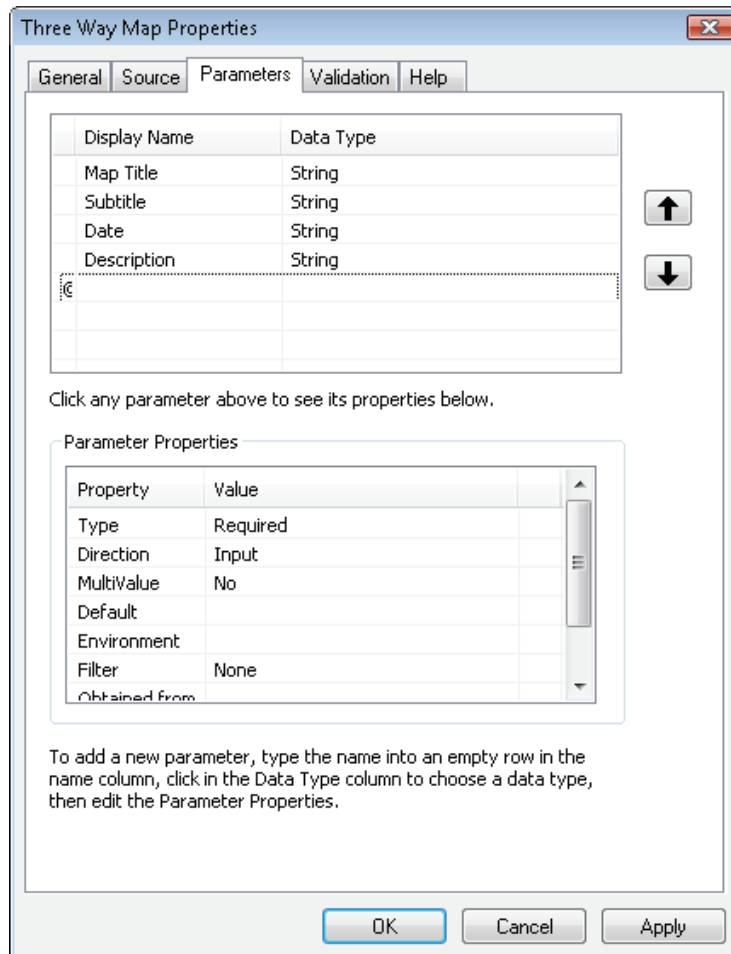 Three Way Map Properties
General Source Parameters Validation Help
Display Name Data Type
Map Title String
Subtitle String
Date String
Description String
Click any parameter above to see its properties below.
Parameter Properties
Property Value
Type Required
Direction Input
MultiValue No
Default
Environment
Filter None
Obtained from
To add a new parameter, type the name into an empty row in the
name column, click in the Data Type column to choose a data type,
then edit the Parameter Properties.
OK Cancel Apply